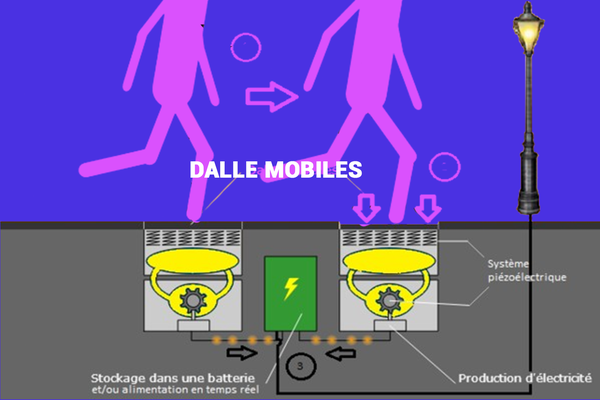 DALLE MOBILES
Système
piézoélectrique
3
Stockage dans une batterie
et/ou alimentation en temps réel
Production d'électricité